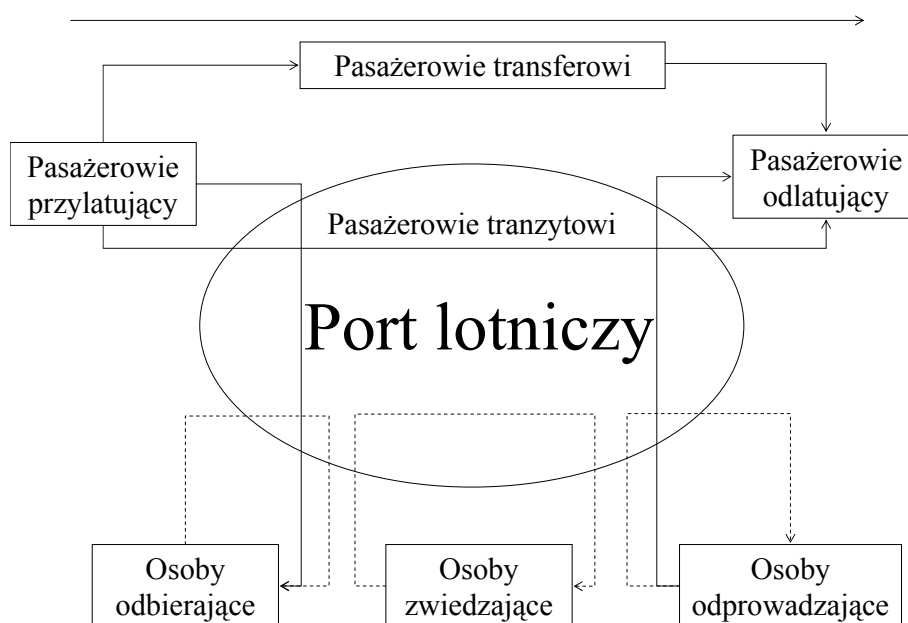 Pasażerowie transferowi
Pasażerowie
przylatujący
Pasażerowie
odlatujący
Pasażerowie tranzytowi
Port lotniczy
Osoby
odbierające
Osoby
zwiedzające
Osoby
odprowadzające